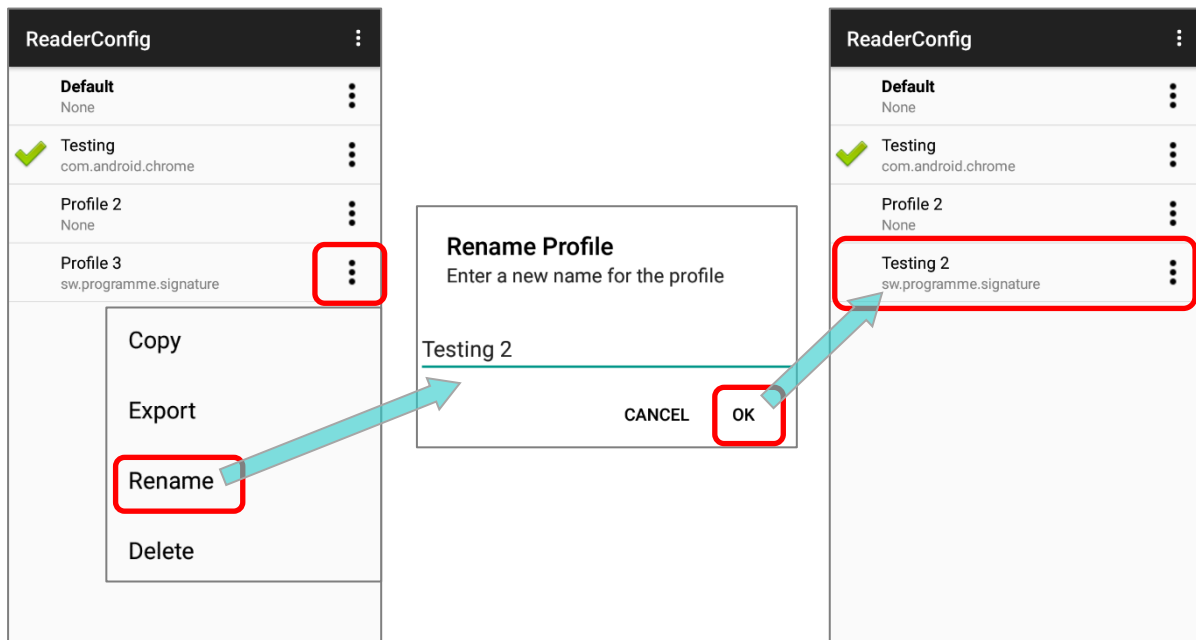 ReaderConfig
Default
None
Testing
com.android.chrome
Profile 2
None
Profile 3
sw.programme.signature
Copy
Export
Rename
Delete
Rename Profile
Enter a new name for the profile
Testing 2
CANCEL OK
ReaderConfig
Default
None
Testing
com.android.chrome
Profile 2
None
Testing 2
sw.programme.signature